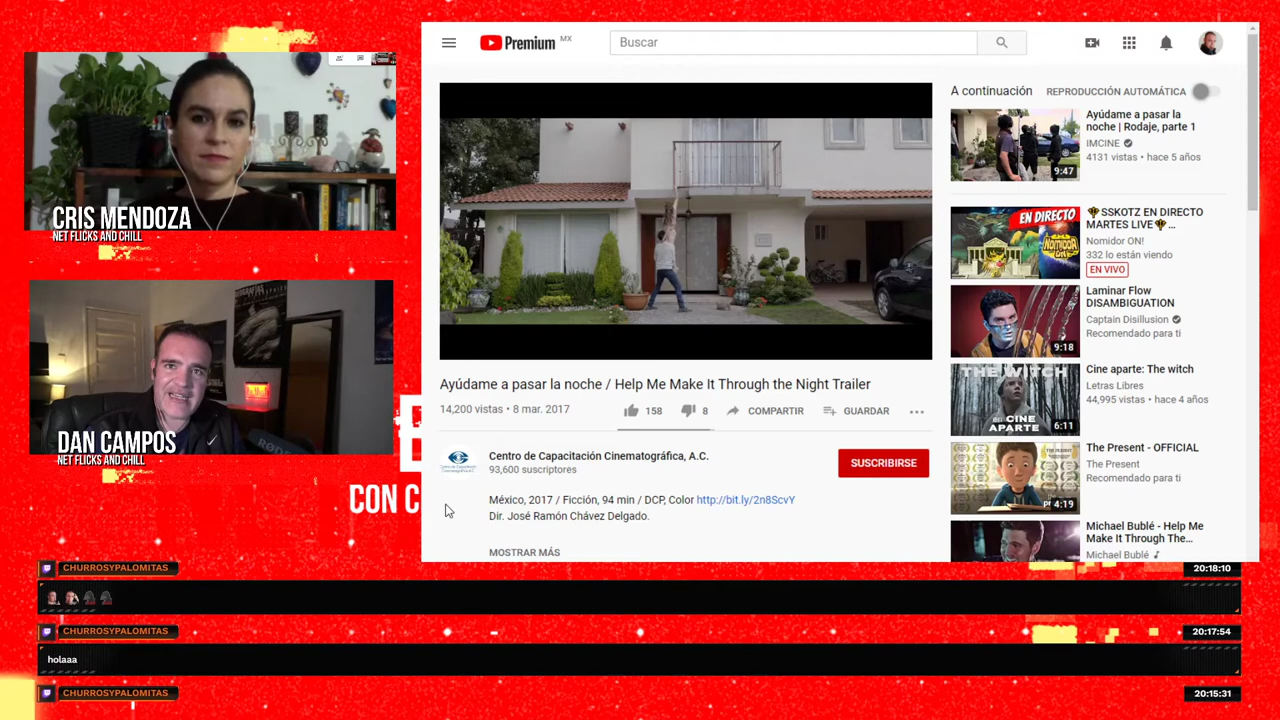 CRIS MENDOZA
NET FLICKS AND CHILL
DAN CAMPOS
NET FLICKS AND CHILL
CON C
Premium MX
Buscar
Ayúdame a pasar la noche / Help Me Make It Through the Night Trailer
14,200 vistas • 8 mar. 2017
158
8
COMPARTIR
GUARDAR
Centro de Capacitación Cinematográfica, A.C.
93,600 suscriptores
SUSCRIBIRSE
México, 2017 / Ficción, 94 min / DCP, Color http://bit.ly/2n8ScvY
Dir. José Ramón Chávez Delgado.
MOSTRAR MÁS
A continuación
REPRODUCCIÓN AUTOMÁTICA
9:47
Ayúdame a pasar la
noche | Rodaje, parte 1
IMCINE
4131 vistas • hace 5 años
EN DIRECTO
NOMIDOR ON!
SSKOTZ EN DIRECTO
MARTES LIVE ...
Nomidor ON!
332 lo están viendo
EN VIVO
9:18
Laminar Flow
DISAMBIGUATION
Captain Disillusion
Recomendado para ti
THE WITCH
EN CINE
APARTE
6:11
Cine aparte: The witch
Letras Libres
44,995 vistas • hace 4 años
4:19
The Present - OFFICIAL
The Present
Recomendado para ti
Michael Bublé - Help Me
Make It Through The...
Michael Bublé
CHURROSYPALOMITAS
20:18:10
CHURROSYPALOMITAS
20:17:54
holaaa
CHURROSYPALOMITAS
20:15:31